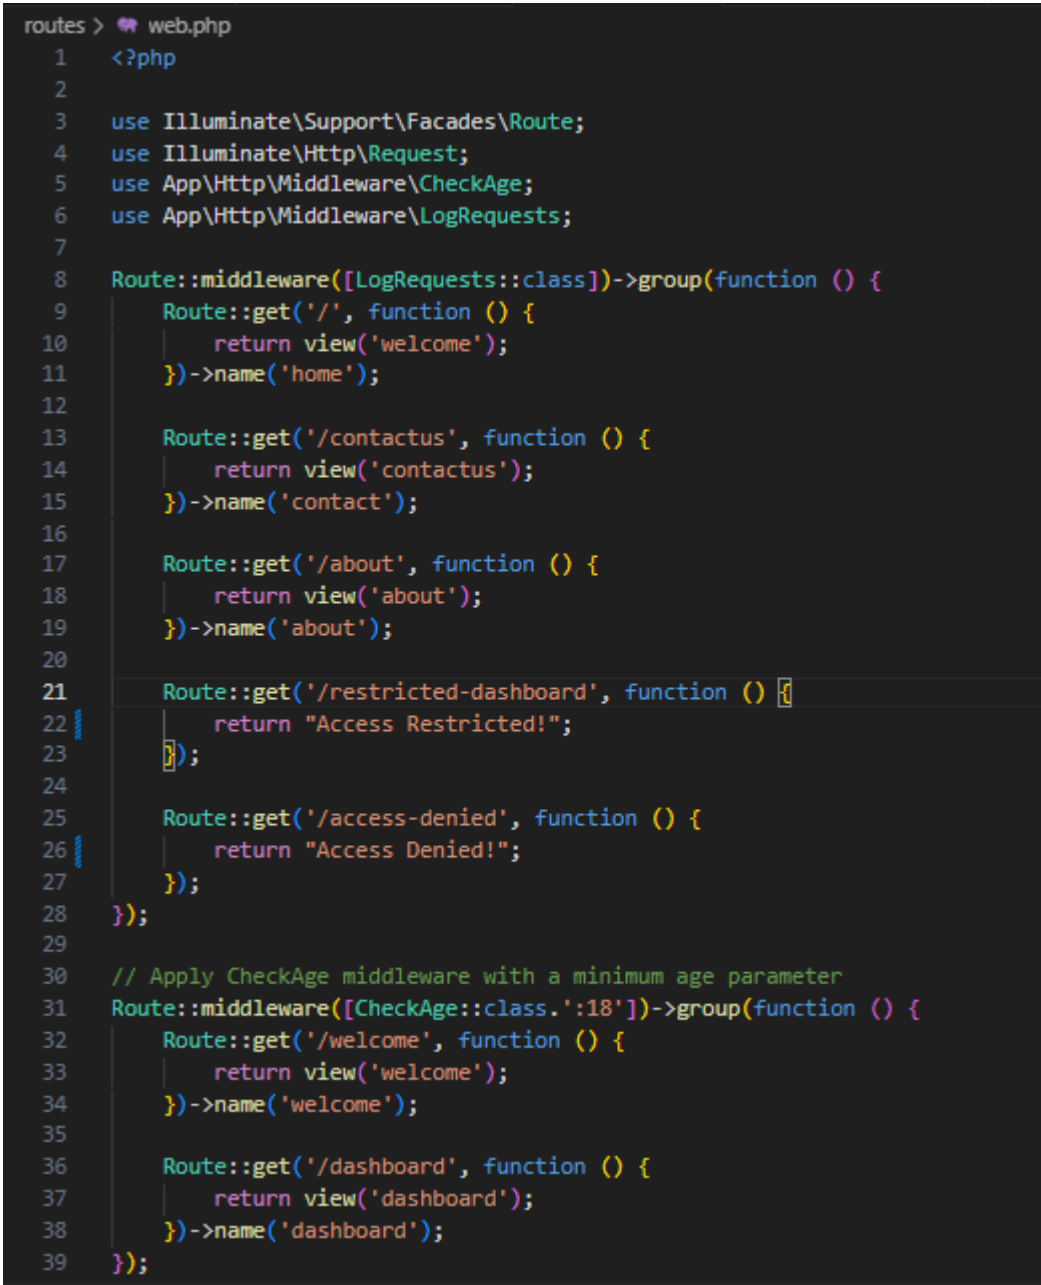 routes > web.php
1 <?php
2
3 use Illuminate\Support\Facades\Route;
4 use Illuminate\Http\Request;
5 use App\Http\Middleware\CheckAge;
6 use App\Http\Middleware\LogRequests;
7
8 Route::middleware([LogRequests::class])->group(function () {
9     Route::get('/', function () {
10         return view('welcome');
11     })->name('home');
12
13     Route::get('/contactus', function () {
14         return view('contactus');
15     })->name('contact');
16
17     Route::get('/about', function () {
18         return view('about');
19     })->name('about');
20
21     Route::get('/restricted-dashboard', function () {
22         return "Access Restricted!";
23     });
24
25     Route::get('/access-denied', function () {
26         return "Access Denied!";
27     });
28 });
29
30 // Apply CheckAge middleware with a minimum age parameter
31 Route::middleware([CheckAge::class.':18'])->group(function () {
32     Route::get('/welcome', function () {
33         return view('welcome');
34     })->name('welcome');
35
36     Route::get('/dashboard', function () {
37         return view('dashboard');
38     })->name('dashboard');
39 });